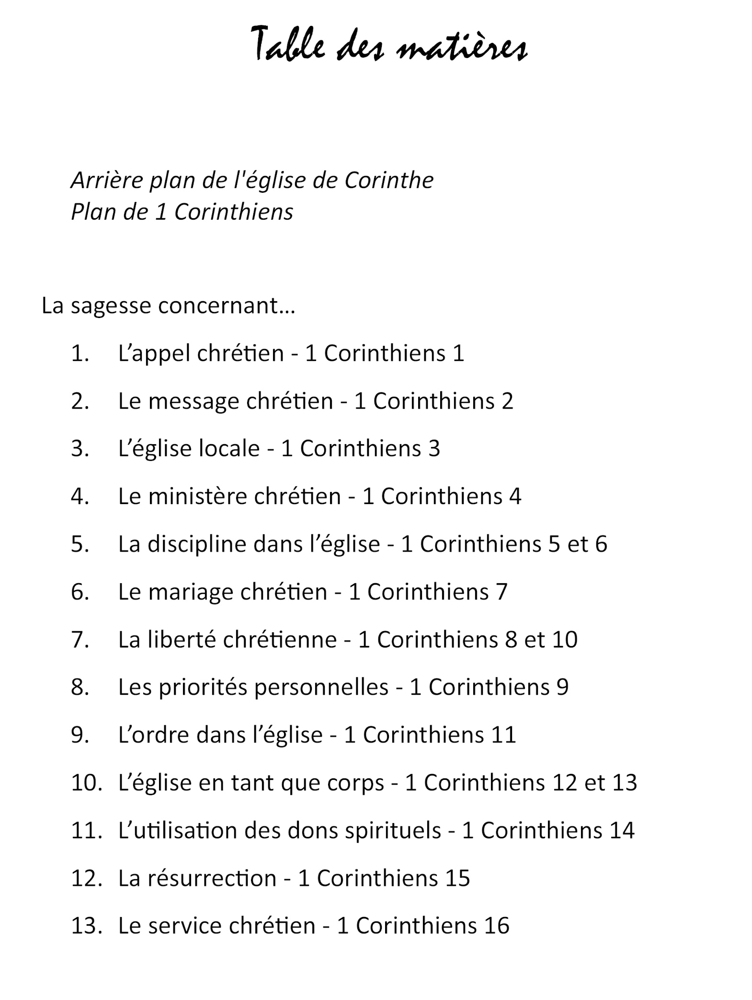 Table des matières
Arrière plan de l'église de Corinthe
Plan de 1 Corinthiens
La sagesse concernant…
1. L’appel chrétien - 1 Corinthiens 1
2. Le message chrétien - 1 Corinthiens 2
3. L’église locale - 1 Corinthiens 3
4. Le ministère chrétien - 1 Corinthiens 4
5. La discipline dans l’église - 1 Corinthiens 5 et 6
6. Le mariage chrétien - 1 Corinthiens 7
7. La liberté chrétienne - 1 Corinthiens 8 et 10
8. Les priorités personnelles - 1 Corinthiens 9
9. L’ordre dans l’église - 1 Corinthiens 11
10. L’église en tant que corps - 1 Corinthiens 12 et 13
11. L’utilisation des dons spirituels - 1 Corinthiens 14
12. La résurrection - 1 Corinthiens 15
13. Le service chrétien - 1 Corinthiens 16